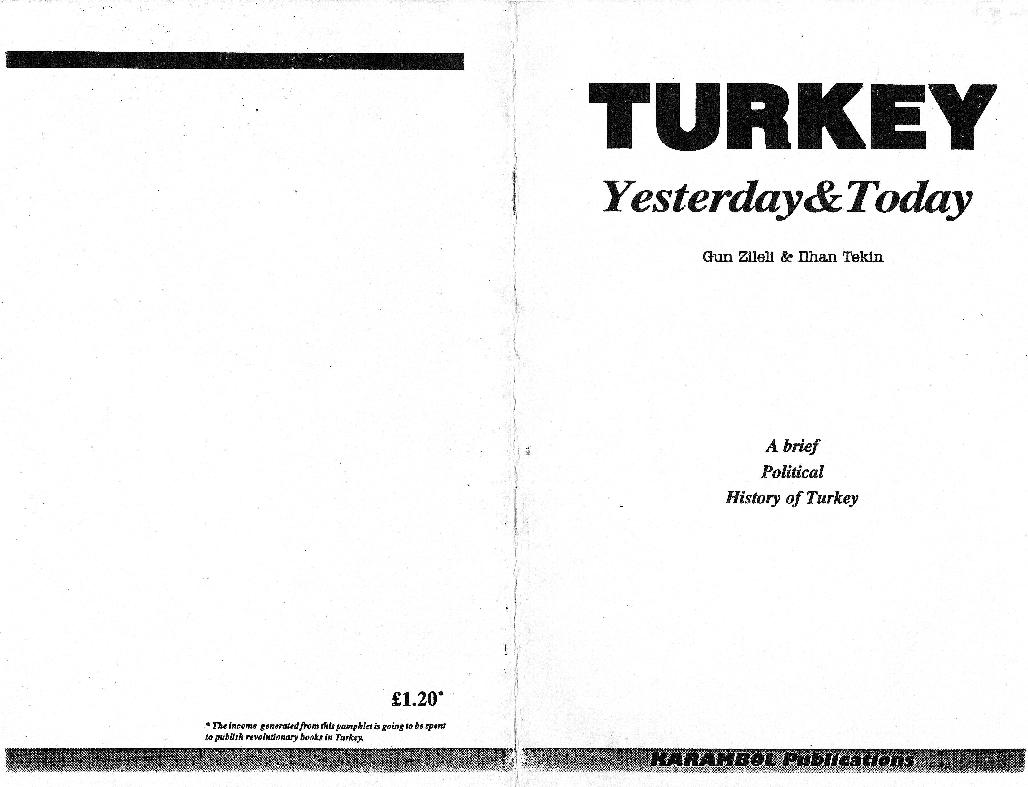 £1.20*
* The income generated from this pamphlet is going to be spent
to publish revolutionary books in Turkey.
TURKEY
Yesterday&Today
Gun Zileli & Ilhan Tekin
A brief
Political
History of Turkey
KARAMBOL Publications